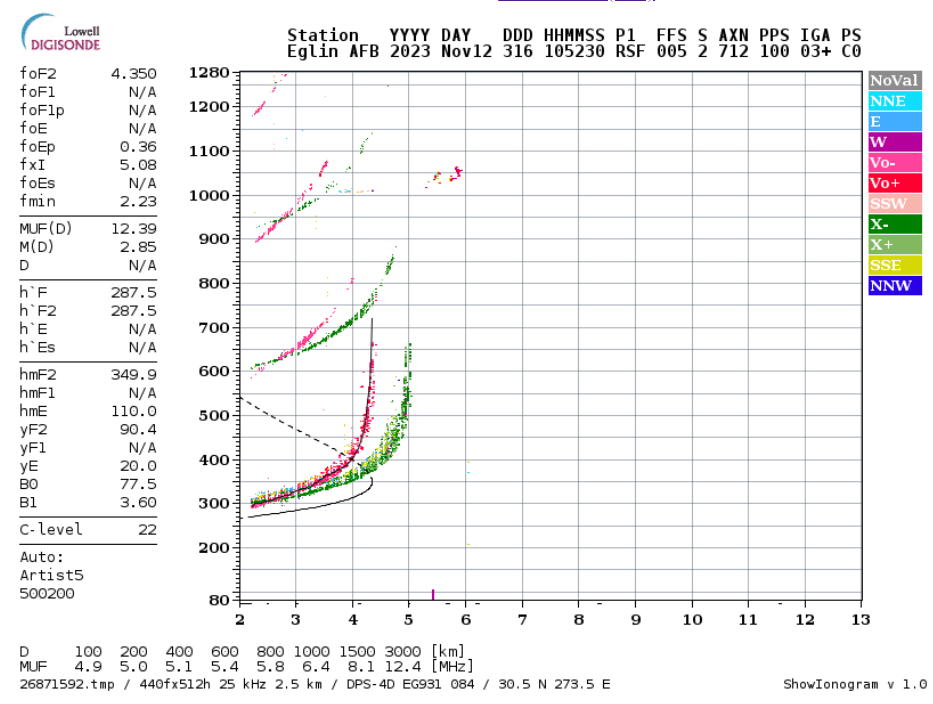 Lowell
DIGISONDE
Station YYYY DAY DDD HHMMSS P1 FFS S AXN PPS IGA PS
Eglin AFB 2023 Nov12 316 105230 RSF 005 2 712 100 03+ C0
foF2 4.350
foF1 N/A
foF1p N/A
foE N/A
foEp 0.36
fxI 5.08
foEs N/A
fmin 2.23
MUF(D) 12.39
M(D) 2.85
D N/A
h`F 287.5
h`F2 287.5
h`E N/A
h`Es N/A
hmF2 349.9
hmF1 N/A
hmE 110.0
yF2 90.4
yF1 N/A
yE 20.0
B0 77.5
B1 3.60
C-level 22
Auto:
Artist5
500200
1280
1200
1100
1000
900
800
700
600
500
400
300
200
80
2 3 4 5 6 7 8 9 10 11 12 13
NoVal
NNE
E
W
Vo-
Vo+
SSW
X-
X+
SSE
NNW
D 100 200 400 600 800 1000 1500 3000 [km]
MUF 4.9 5.0 5.1 5.4 5.8 6.4 8.1 12.4 [MHz]
26871592.tmp / 440fx512h 25 kHz 2.5 km / DPS-4D EG931 084 / 30.5 N 273.5 E
ShowIonogram v 1.0